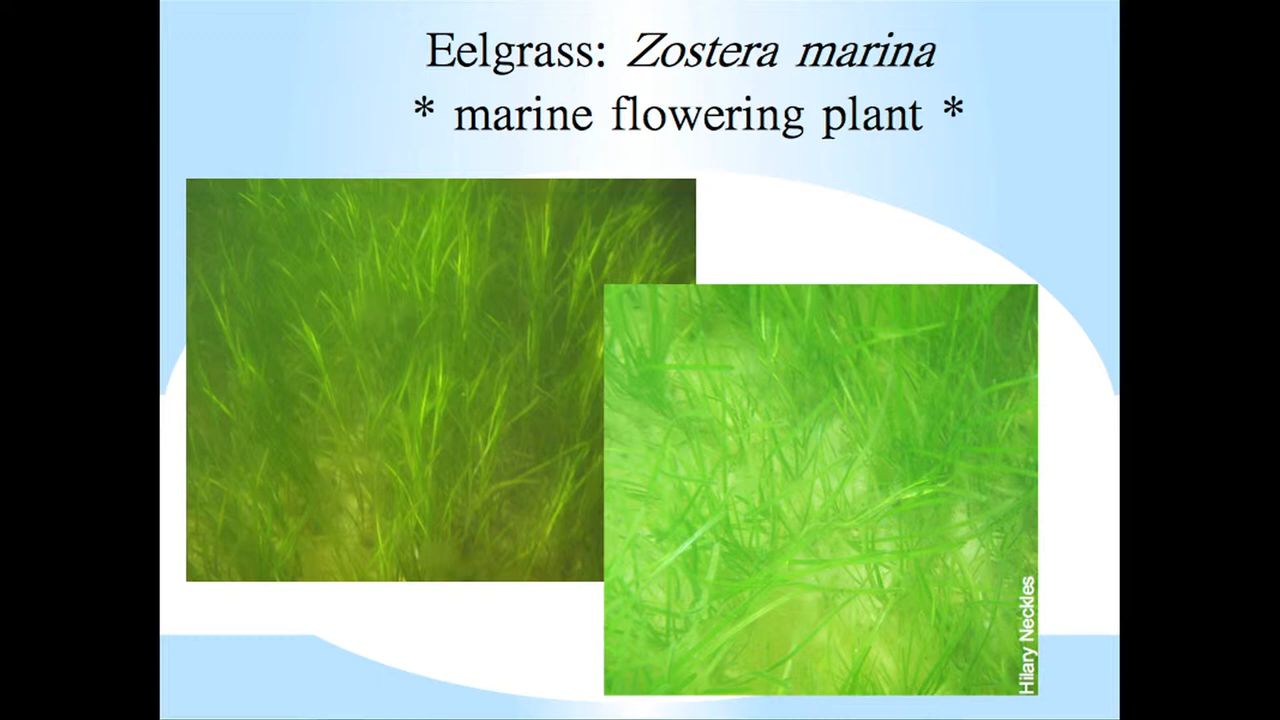 Eelgrass: Zostera marina
* marine flowering plant *
Hilary Neckles